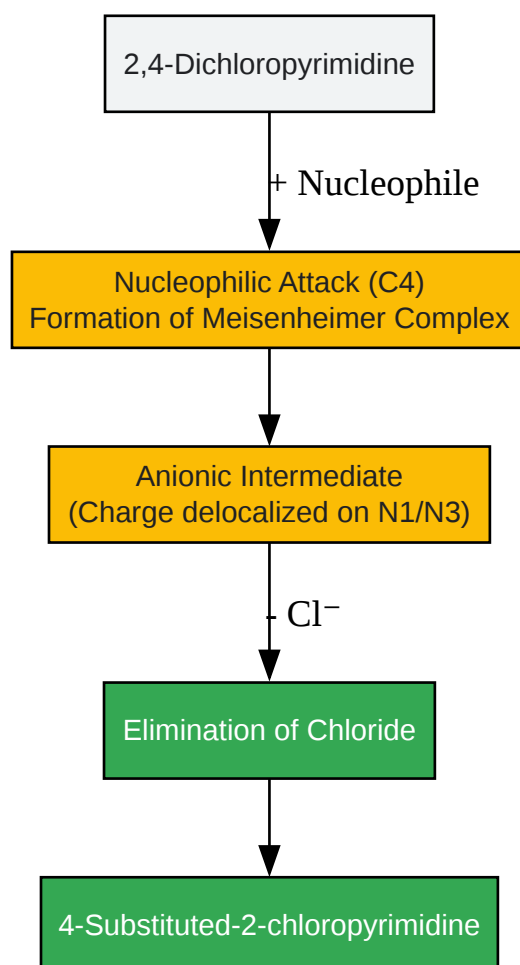 2,4-Dichloropyrimidine
+ Nucleophile
Nucleophilic Attack (C4)
Formation of Meisenheimer Complex
Anionic Intermediate
(Charge delocalized on N1/N3)
- Cl⁻
Elimination of Chloride
4-Substituted-2-chloropyrimidine